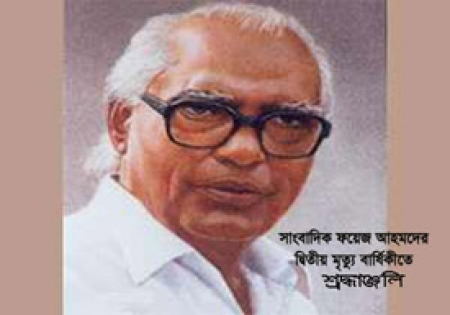 সাংবাদিক ফয়েজ আহমদের
দ্বিতীয় মৃত্যু বার্ষিকীতে
শ্রদ্ধাঞ্জলি